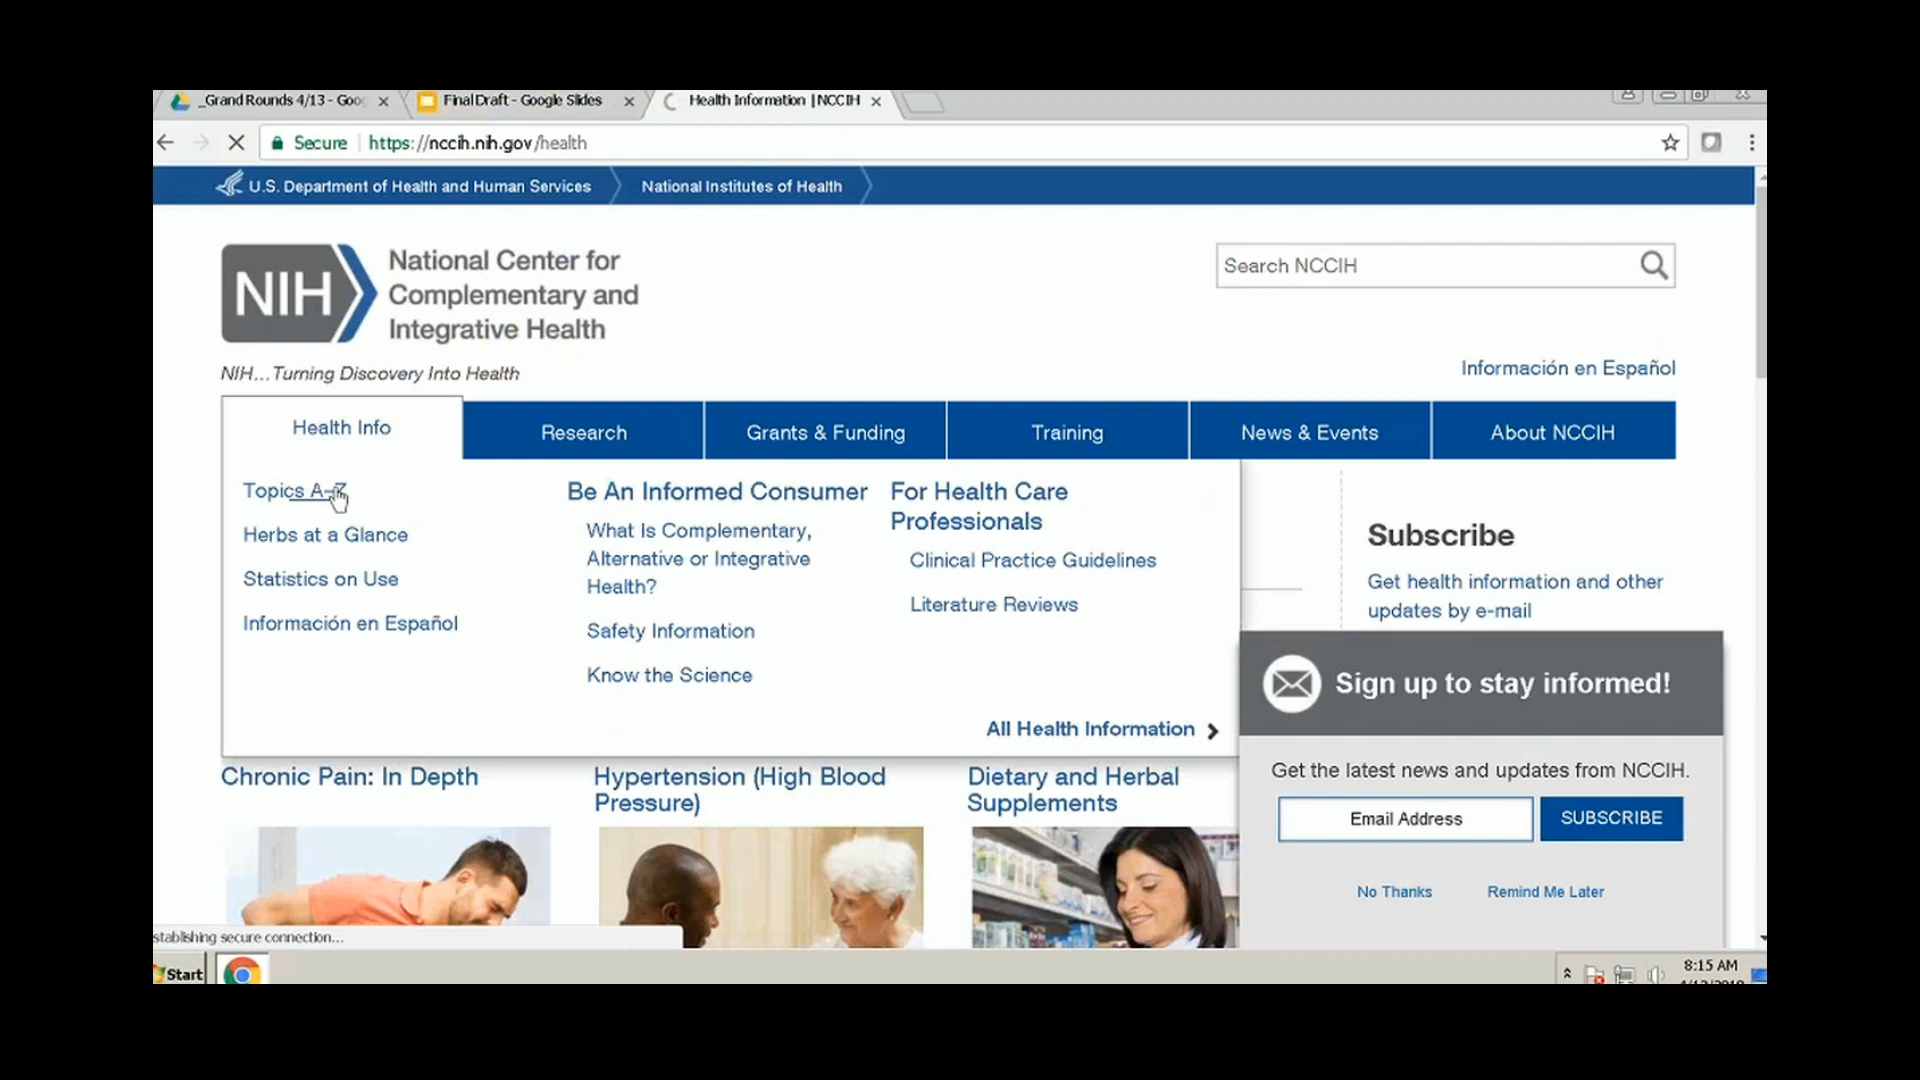 _Grand Rounds 4/13 - Goo
Final Draft - Google Slides
Health Information | NCCIH
Secure
https://nccih.nih.gov/health
U.S. Department of Health and Human Services
National Institutes of Health
NIH
National Center for
Complementary and
Integrative Health
Search NCCIH
NIH...Turning Discovery Into Health
Información en Español
Health Info
Research
Grants & Funding
Training
News & Events
About NCCIH
Topics A–Z
Herbs at a Glance
Statistics on Use
Información en Español
Be An Informed Consumer
What Is Complementary,
Alternative or Integrative
Health?
Safety Information
Know the Science
For Health Care
Professionals
Clinical Practice Guidelines
Literature Reviews
All Health Information
Subscribe
Get health information and other
updates by e-mail
Sign up to stay informed!
Get the latest news and updates from NCCIH.
Email Address
SUBSCRIBE
No Thanks
Remind Me Later
Chronic Pain: In Depth
Hypertension (High Blood
Pressure)
Dietary and Herbal
Supplements
stablishing secure connection...
Start
8:15 AM